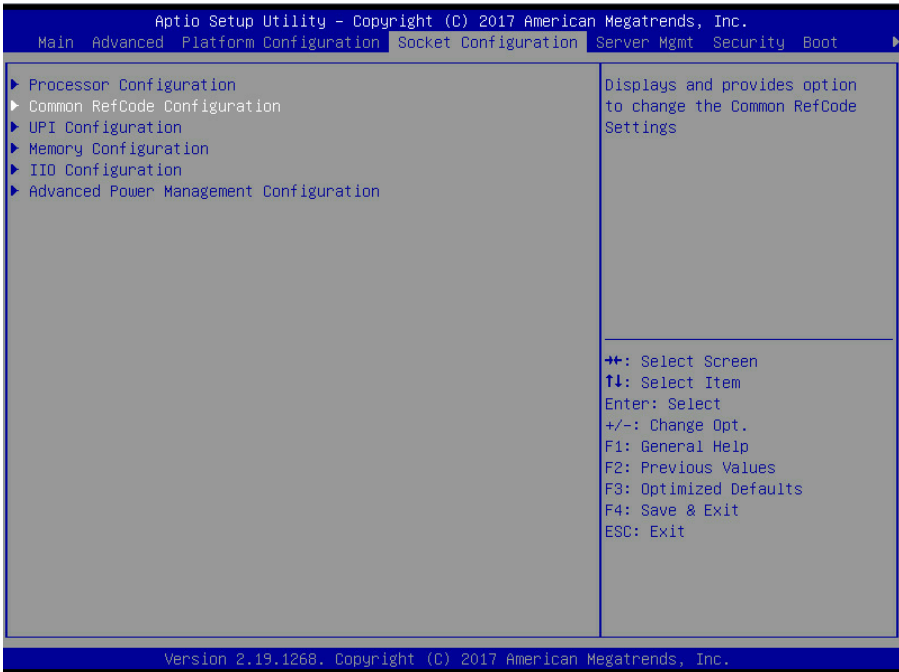 Aptio Setup Utility – Copyright (C) 2017 American Megatrends, Inc.
Main Advanced Platform Configuration Socket Configuration Server Mgmt Security Boot
Processor Configuration
Common RefCode Configuration
UPI Configuration
Memory Configuration
IIO Configuration
Advanced Power Management Configuration
Displays and provides option
to change the Common RefCode
Settings
→←: Select Screen
↑↓: Select Item
Enter: Select
+/-: Change Opt.
F1: General Help
F2: Previous Values
F3: Optimized Defaults
F4: Save & Exit
ESC: Exit
Version 2.19.1268. Copyright (C) 2017 American Megatrends, Inc.